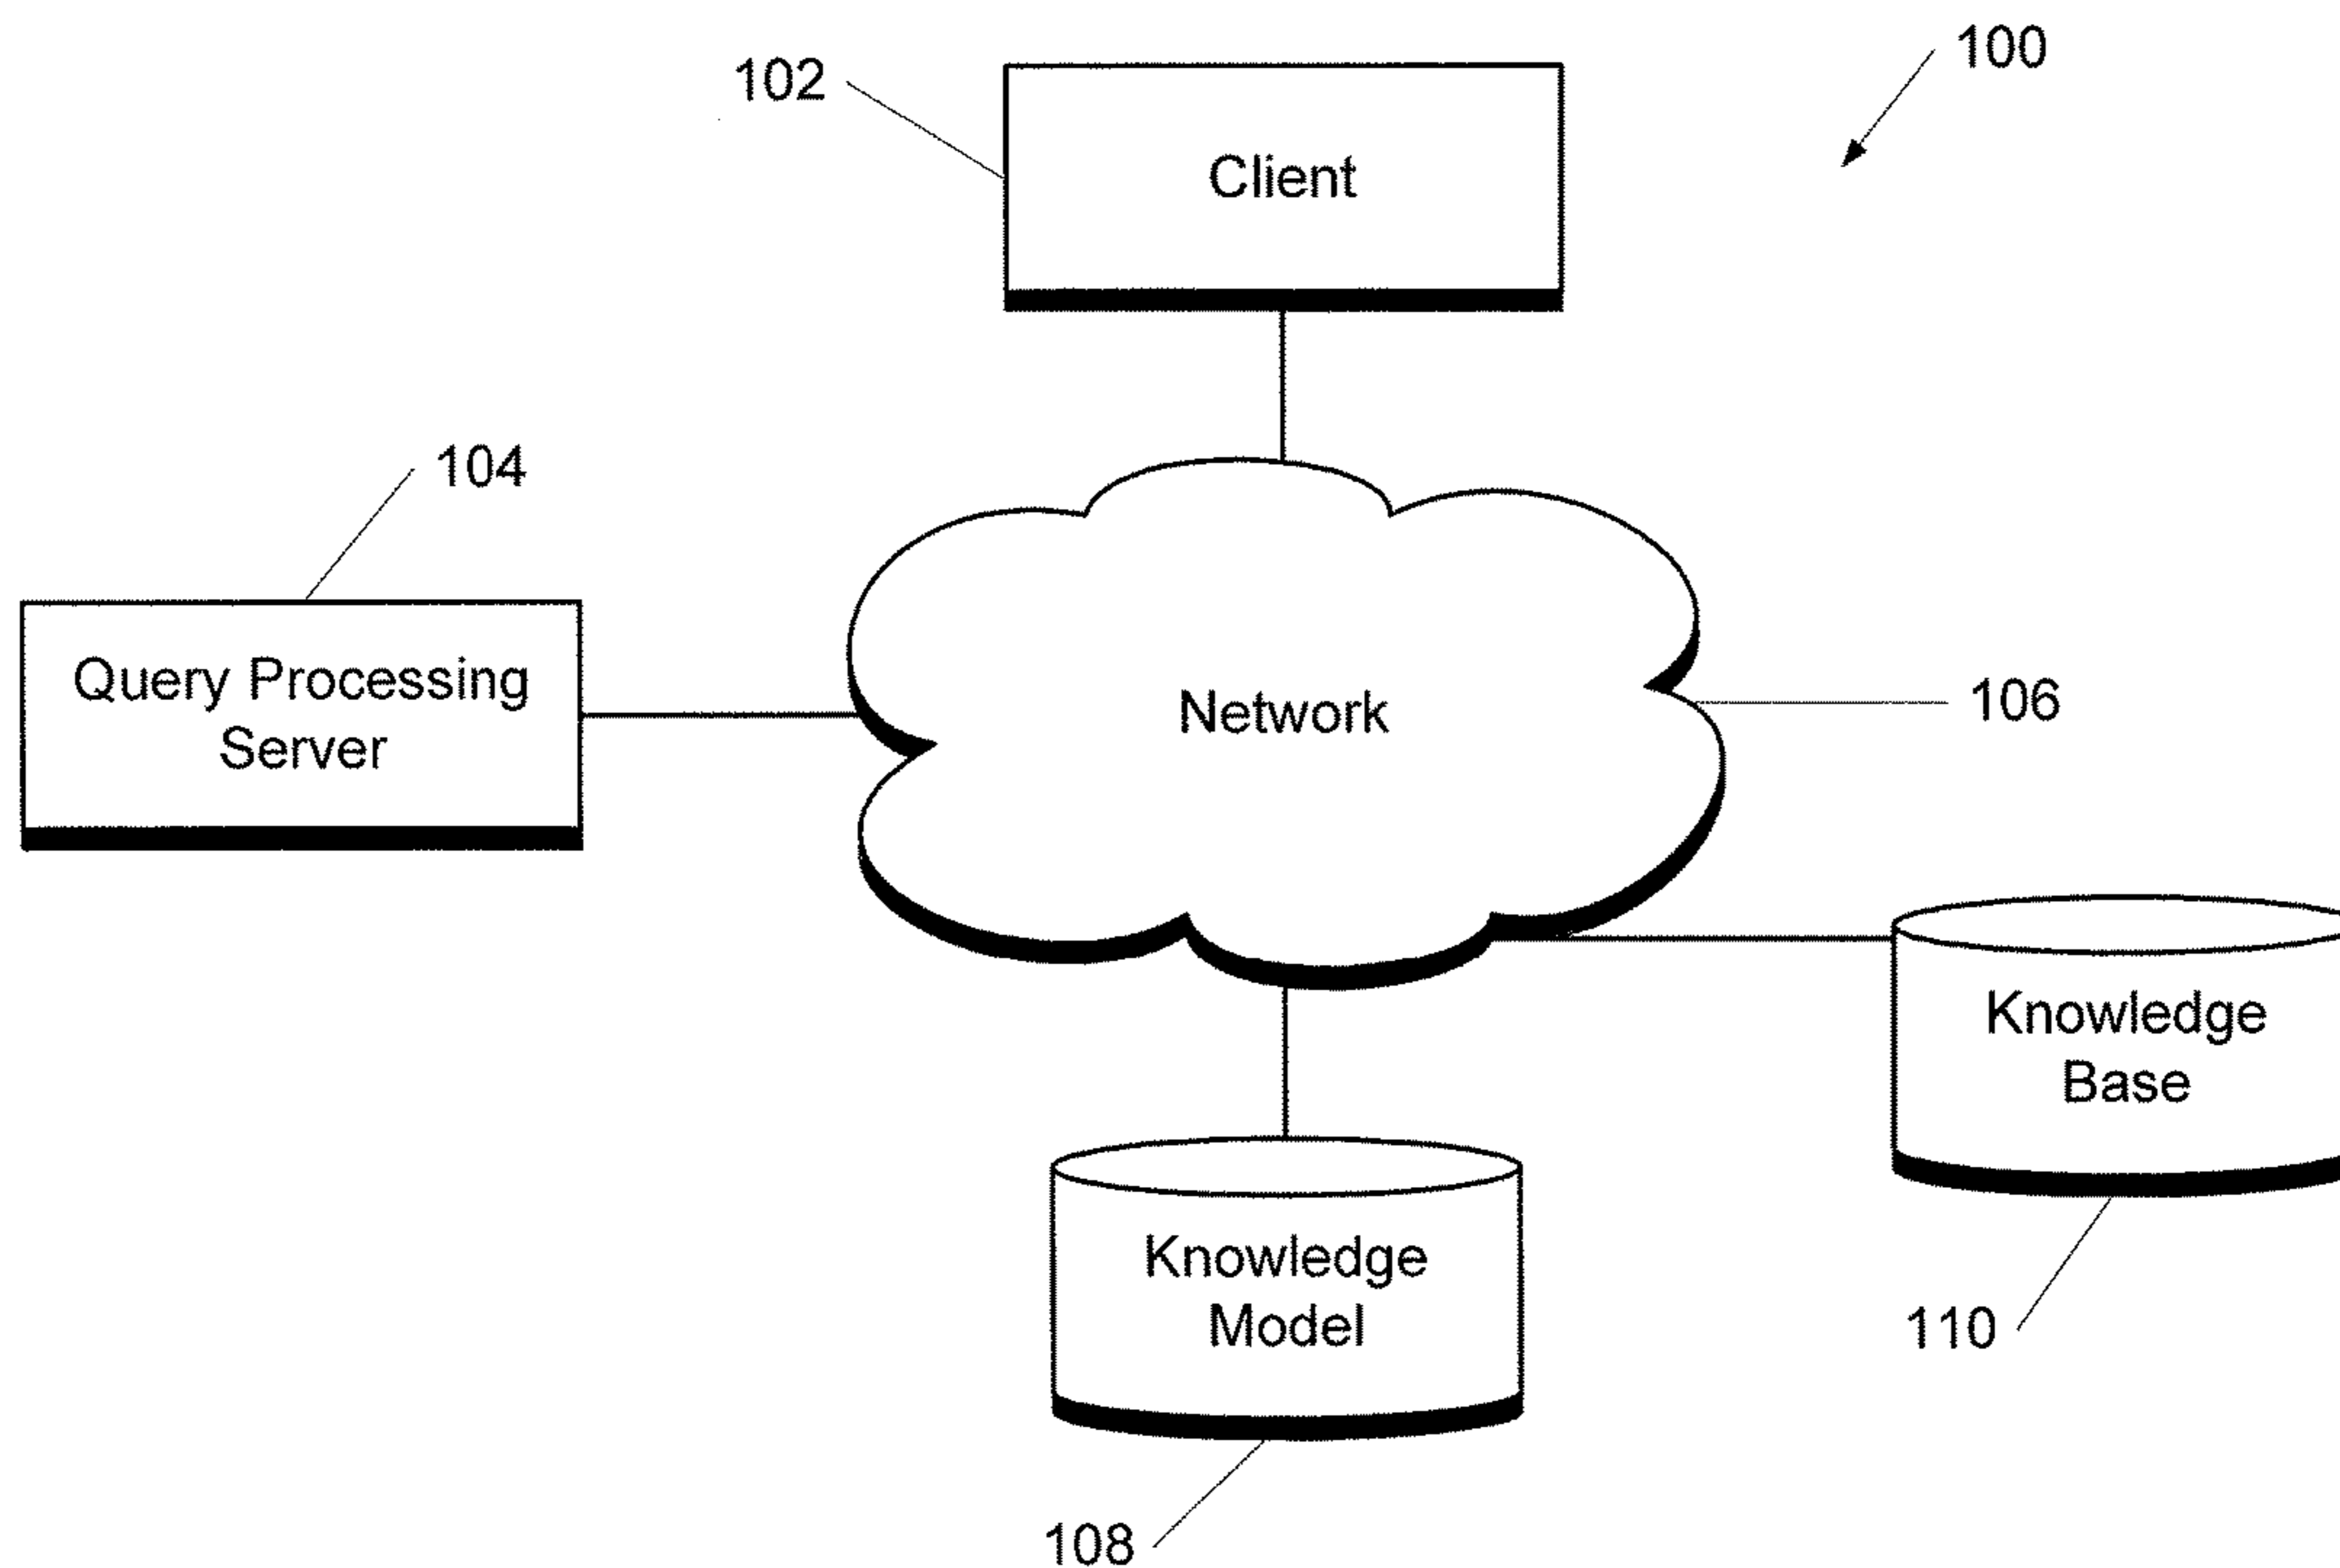 100
102
Client
104
Query Processing
Server
Network
106
Knowledge
Base
Knowledge
Model
110
108